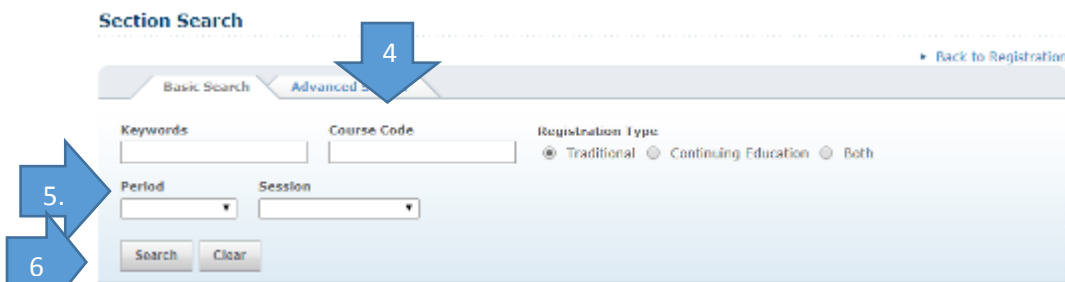 Section Search
4
Back to Registration
Basic Search Advanced
Keywords Course Code Registration Type
Traditional Continuing Education Both
5.
Period Session
6
Search Clear